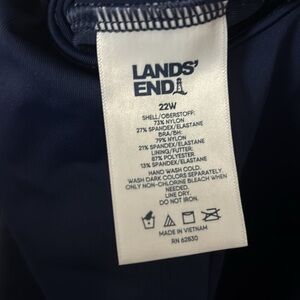 LANDS'
END
22W
SHELL/OBERSTOFF:
73% NYLON
27% SPANDEX/ELASTANE
BRA/BH:
79% NYLON
21% SPANDEX/ELASTANE
LINING/FUTTER:
87% POLYESTER
13% SPANDEX/ELASTANE
HAND WASH COLD.
WASH DARK COLORS SEPARATELY.
ONLY NON-CHLORINE BLEACH WHEN
NEEDED.
LINE DRY.
DO NOT IRON.
MADE IN VIETNAM
RN 62830